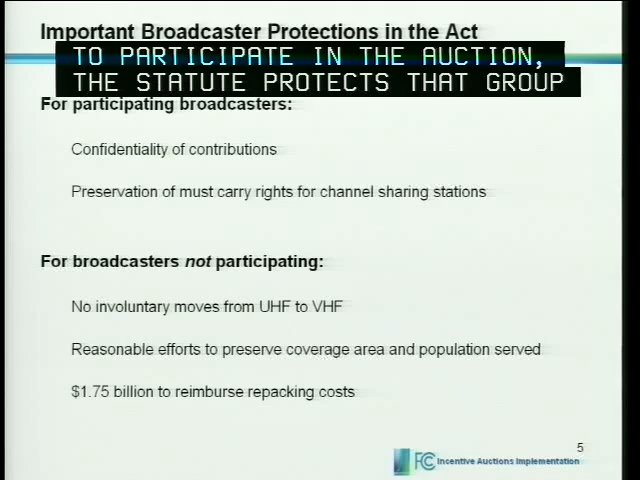 Important Broadcaster Protections in the Act
TO PARTICIPATE IN THE AUCTION,
THE STATUTE PROTECTS THAT GROUP
For participating broadcasters:
Confidentiality of contributions
Preservation of must carry rights for channel sharing stations
For broadcasters not participating:
No involuntary moves from UHF to VHF
Reasonable efforts to preserve coverage area and population served
$1.75 billion to reimburse repacking costs
5
FCC Incentive Auctions Implementation